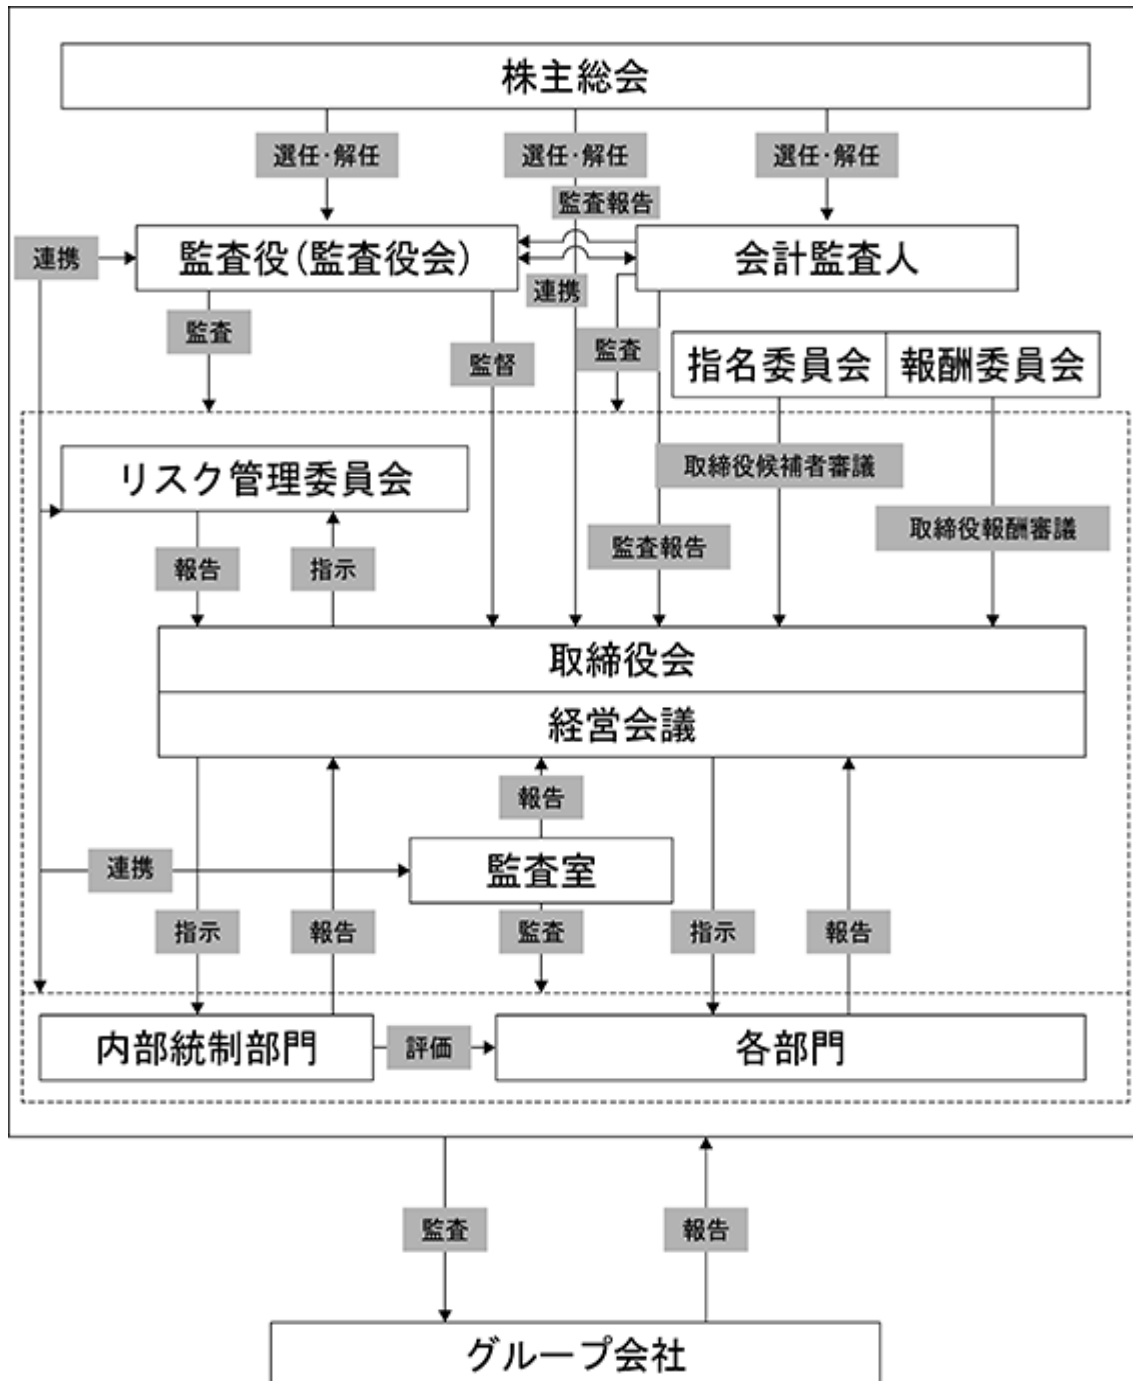 株主総会
選任・解任
選任・解任
選任・解任
監査報告
連携
監査役（監査役会）
会計監査人
連携
監査
監督
監査
指名委員会
報酬委員会
取締役候補者審議
リスク管理委員会
監査報告
取締役報酬審議
報告
指示
取締役会
経営会議
報告
連携
監査室
指示
報告
監査
指示
報告
内部統制部門
評価
各部門
監査
報告
グループ会社